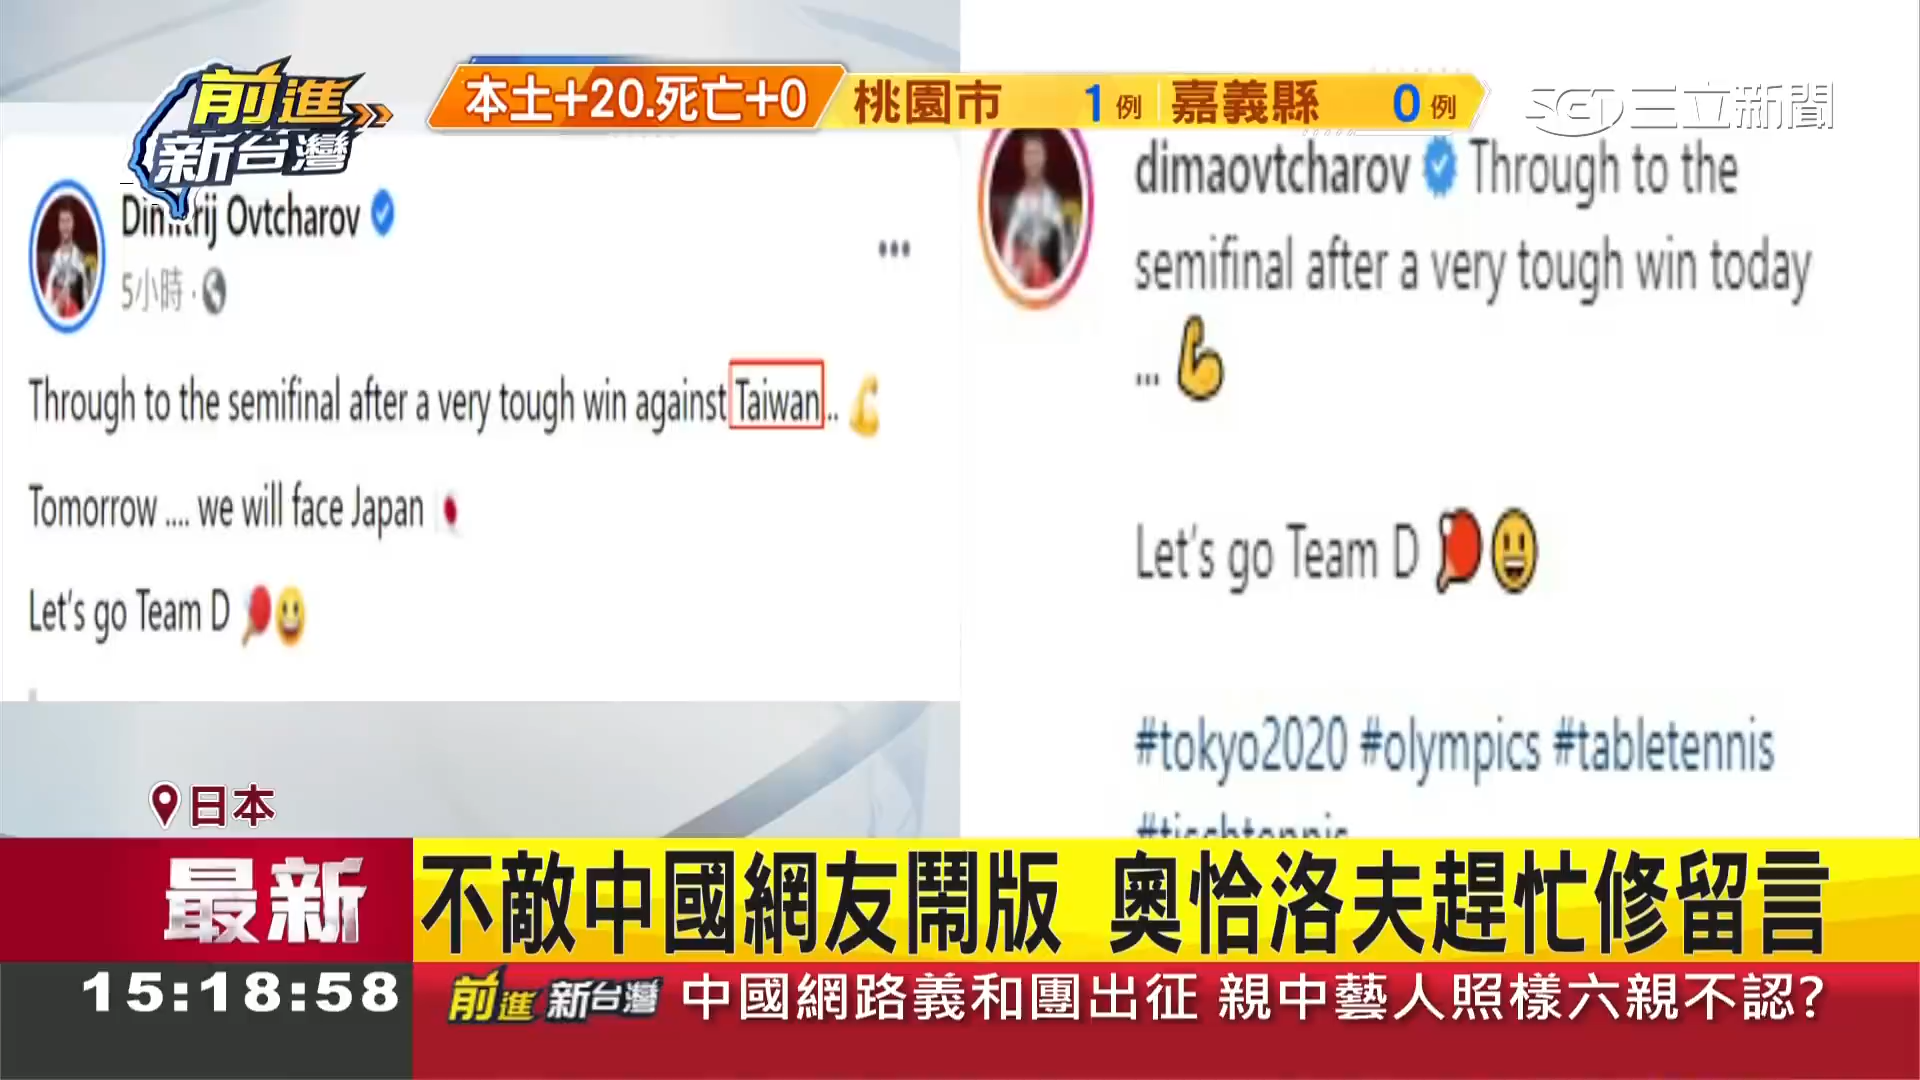 前進新台灣
本土+20.死亡+0 桃園市 1例 嘉義縣 0例
SET三立新聞
Dimitrij Ovtcharov
5小時
Through to the semifinal after a very tough win against Taiwan..
Tomorrow .... we will face Japan
Let's go Team D
dimaovtcharov Through to the
semifinal after a very tough win today
...
Let's go Team D
#tokyo2020 #olympics #tabletennis
#tischtennis
日本
最新 不敵中國網友鬧版 奧恰洛夫趕忙修留言
15:18:58 前進新台灣 中國網路義和團出征 親中藝人照樣六親不認?